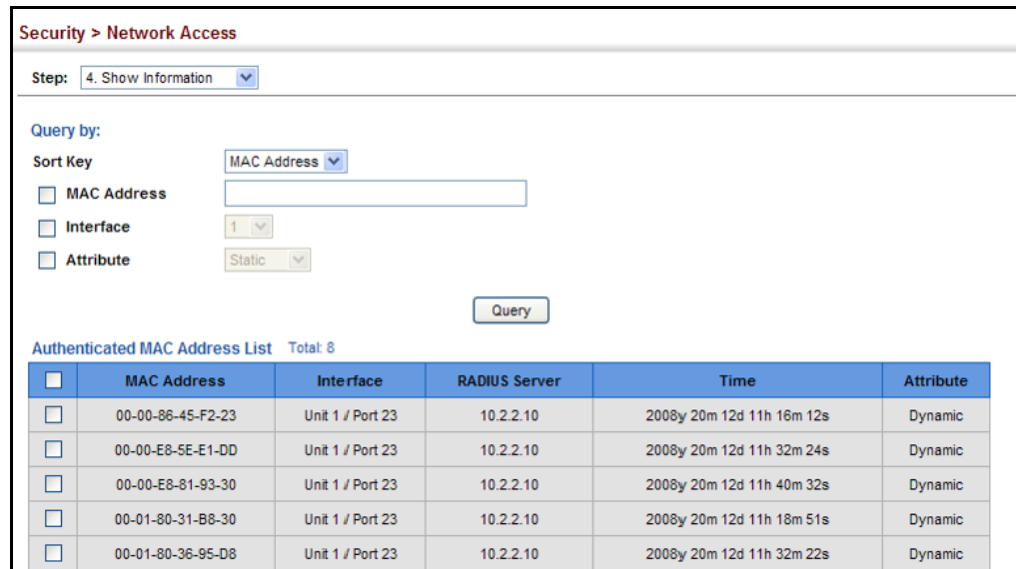 Security > Network Access
Step: 4. Show Information
Query by:
Sort Key MAC Address
MAC Address
Interface 1
Attribute Static
Query
Authenticated MAC Address List Total: 8
MAC Address Interface RADIUS Server Time Attribute
00-00-86-45-F2-23 Unit 1 / Port 23 10.2.2.10 2008y 20m 12d 11h 16m 12s Dynamic
00-00-E8-5E-E1-DD Unit 1 / Port 23 10.2.2.10 2008y 20m 12d 11h 32m 24s Dynamic
00-00-E8-81-93-30 Unit 1 / Port 23 10.2.2.10 2008y 20m 12d 11h 40m 32s Dynamic
00-01-80-31-B8-30 Unit 1 / Port 23 10.2.2.10 2008y 20m 12d 11h 18m 51s Dynamic
00-01-80-36-95-D8 Unit 1 / Port 23 10.2.2.10 2008y 20m 12d 11h 32m 22s Dynamic